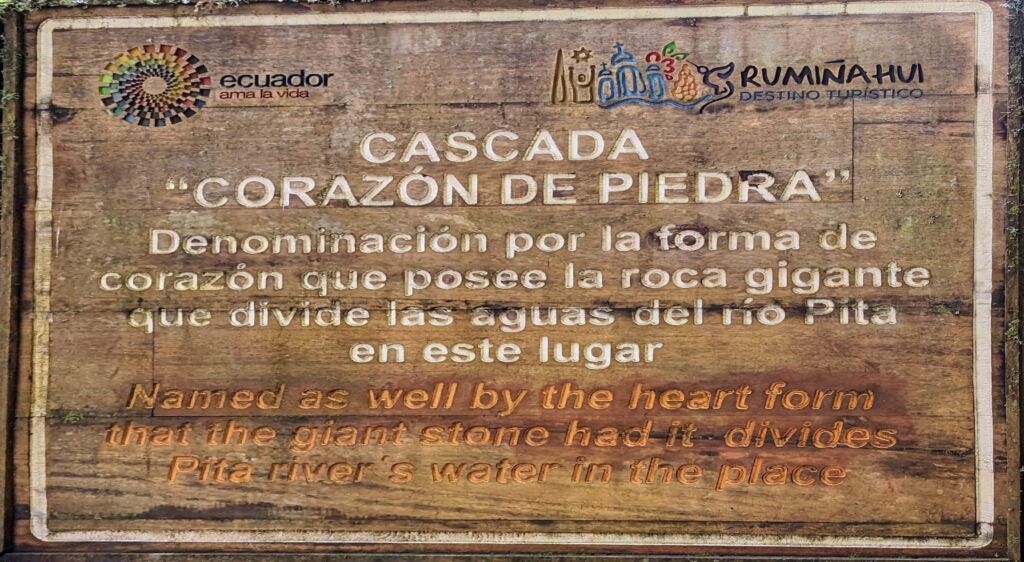 ecuador
ama la vida
RUMIÑAHUI
DESTINO TURÍSTICO
CASCADA
“CORAZÓN DE PIEDRA”
Denominación por la forma de
corazón que posee la roca gigante
que divide las aguas del río Pita
en este lugar
Named as well by the heart form
that the giant stone had it divides
Pita river´s water in the place